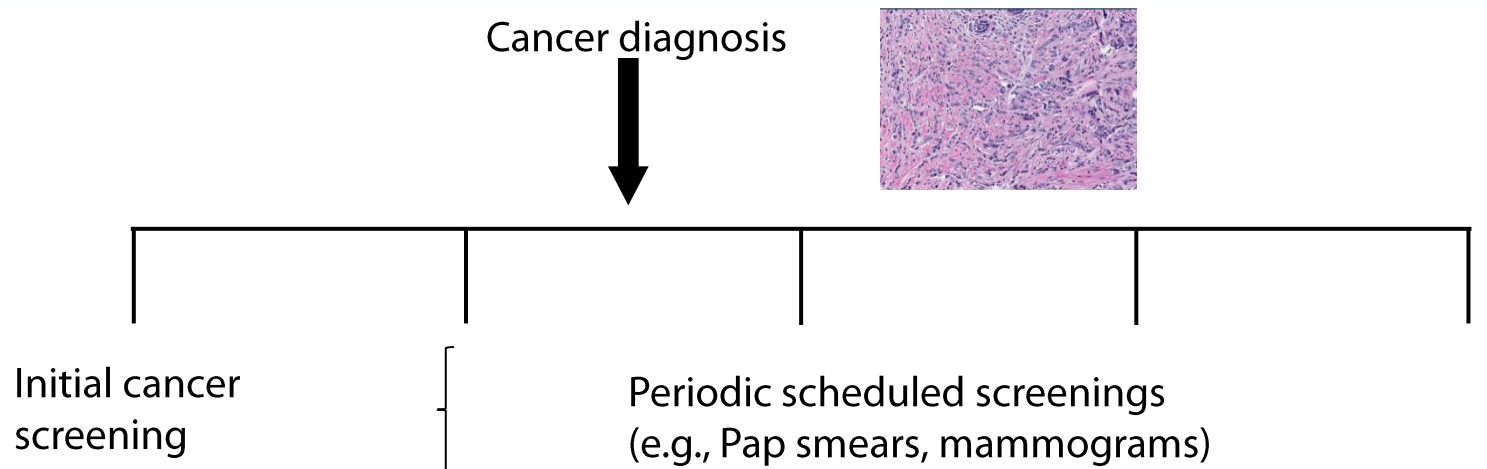 Cancer diagnosis
Initial cancer
screening
Periodic scheduled screenings
(e.g., Pap smears, mammograms)